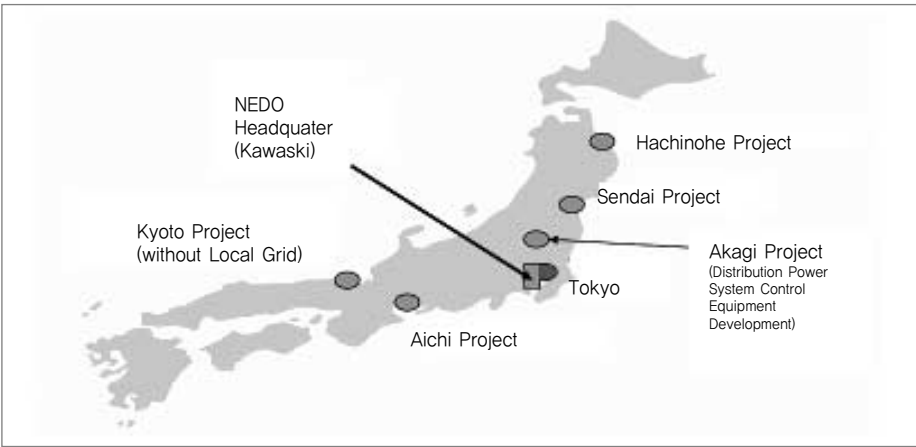 NEDO
Headquater
(Kawaski)
Hachinohe Project
Sendai Project
Kyoto Project
(without Local Grid)
Akagi Project
(Distribution Power
System Control
Equipment
Development)
Tokyo
Aichi Project